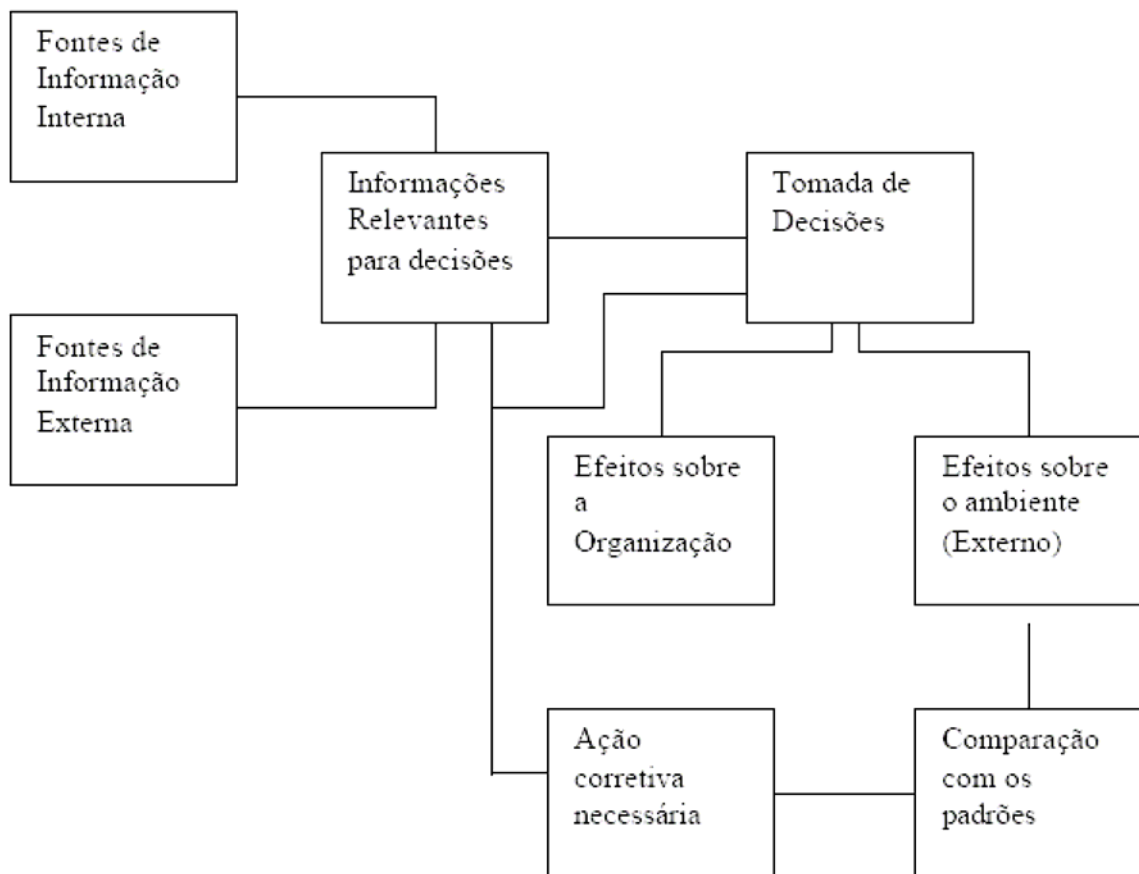 Fontes de
Informação
Interna
Informações
Relevantes
para decisões
Tomada de
Decisões
Fontes de
Informação
Externa
Efeitos sobre
a
Organização
Efeitos sobre
o ambiente
(Externo)
Ação
corretiva
necessária
Comparação
com os
padrões